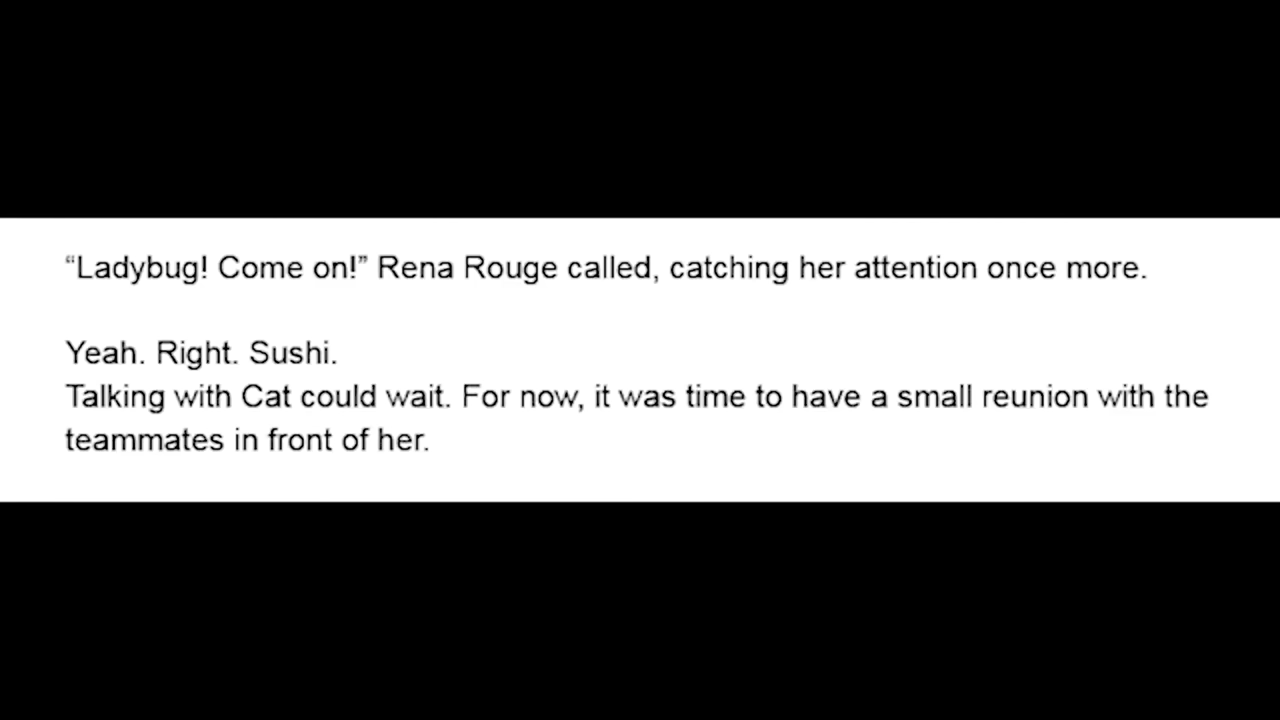 “Ladybug! Come on!” Rena Rouge called, catching her attention once more.
Yeah. Right. Sushi.
Talking with Cat could wait. For now, it was time to have a small reunion with the
teammates in front of her.